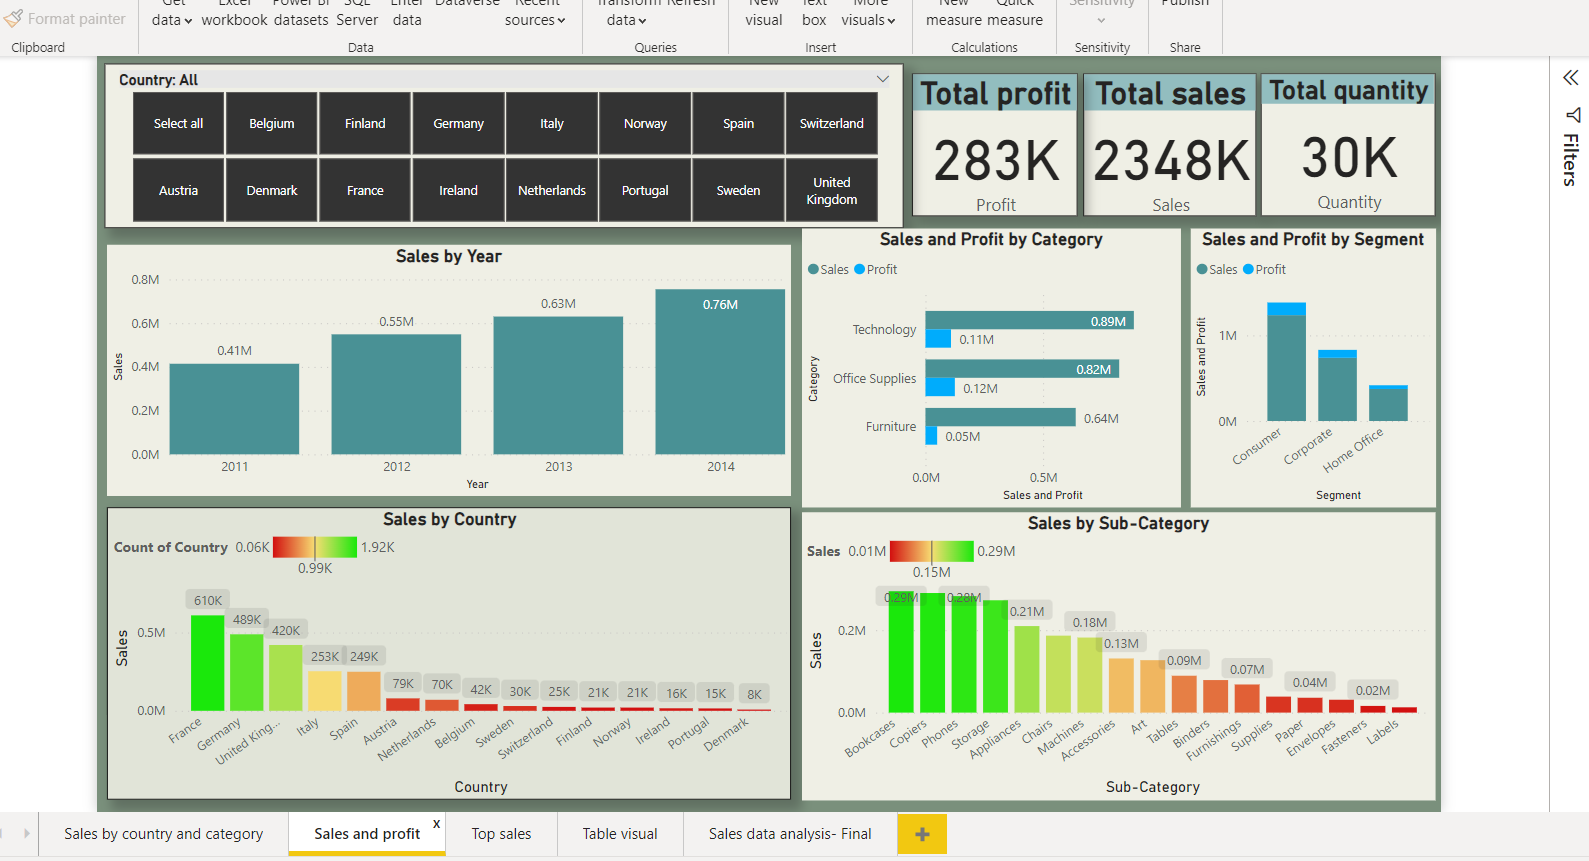 Format painter
Clipboard
Get
data
Excel
workbook
Power BI
datasets
SQL
Server
Enter
data
Dataverse
Recent
sources
Data
Transform
data
Refresh
Queries
New
visual
Text
box
More
visuals
Insert
New
measure
Quick
measure
Calculations
Sensitivity
Sensitivity
Publish
Share
Filters
Country: All
Select all
Belgium
Finland
Germany
Italy
Norway
Spain
Switzerland
Austria
Denmark
France
Ireland
Netherlands
Portugal
Sweden
United
Kingdom
Total profit
283K
Profit
Total sales
2348K
Sales
Total quantity
30K
Quantity
Sales by Year
0.8M
0.6M
0.4M
0.2M
0.0M
Sales
0.41M
0.55M
0.63M
0.76M
2011
2012
2013
2014
Year
Sales and Profit by Category
Sales
Profit
Category
Technology
0.89M
0.11M
Office Supplies
0.82M
0.12M
Furniture
0.64M
0.05M
0.0M
0.5M
Sales and Profit
Sales and Profit by Segment
Sales
Profit
Sales and Profit
1M
0M
Consumer
Corporate
Home Office
Segment
Sales by Country
Count of Country
0.06K
1.92K
0.99K
Sales
0.5M
0.0M
610K
489K
420K
253K
249K
79K
70K
42K
30K
25K
21K
21K
16K
15K
8K
France
Germany
United King...
Italy
Spain
Austria
Netherlands
Belgium
Sweden
Switzerland
Finland
Norway
Ireland
Portugal
Denmark
Country
Sales by Sub-Category
Sales
0.01M
0.29M
0.15M
Sales
0.2M
0.0M
0.29M
0.28M
0.21M
0.18M
0.13M
0.09M
0.07M
0.04M
0.02M
Bookcases
Copiers
Phones
Storage
Appliances
Chairs
Machines
Accessories
Art
Tables
Binders
Furnishings
Supplies
Paper
Envelopes
Fasteners
Labels
Sub-Category
Sales by country and category
Sales and profit
x
Top sales
Table visual
Sales data analysis- Final
+